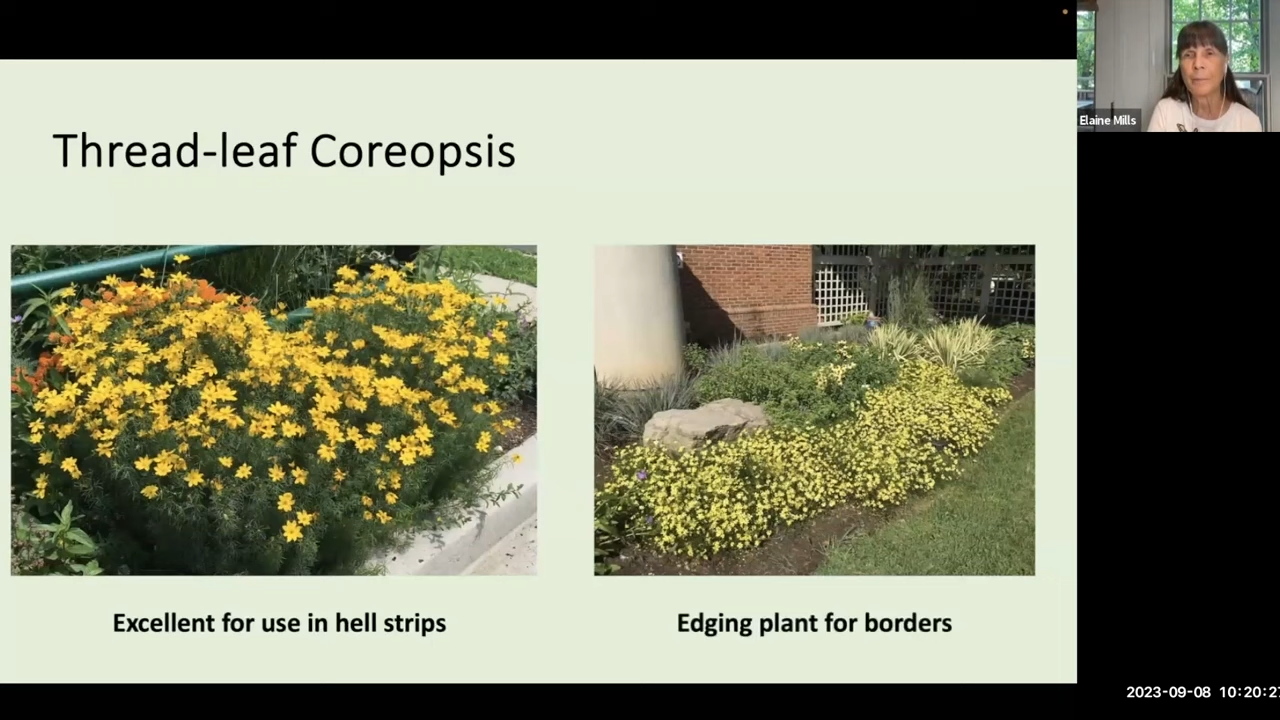 Thread-leaf Coreopsis
Elaine Mills
Excellent for use in hell strips
Edging plant for borders
2023-09-08 10:20:27